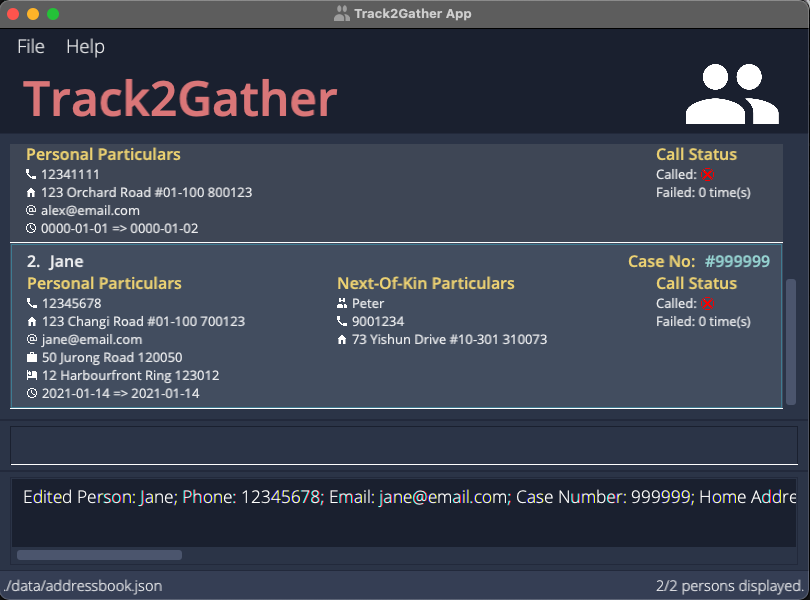 Track2Gather App
File Help
Track2Gather
Personal Particulars Call Status
12341111 Called:
123 Orchard Road #01-100 800123 Failed: 0 time(s)
alex@email.com
0000-01-01 => 0000-01-02
2. Jane Case No: #999999
Personal Particulars Next-Of-Kin Particulars Call Status
12345678 Peter Called:
123 Changi Road #01-100 700123 9001234 Failed: 0 time(s)
jane@email.com 73 Yishun Drive #10-301 310073
50 Jurong Road 120050
12 Harbourfront Ring 123012
2021-01-14 => 2021-01-14
Edited Person: Jane; Phone: 12345678; Email: jane@email.com; Case Number: 999999; Home Addre
./data/addressbook.json 2/2 persons displayed.